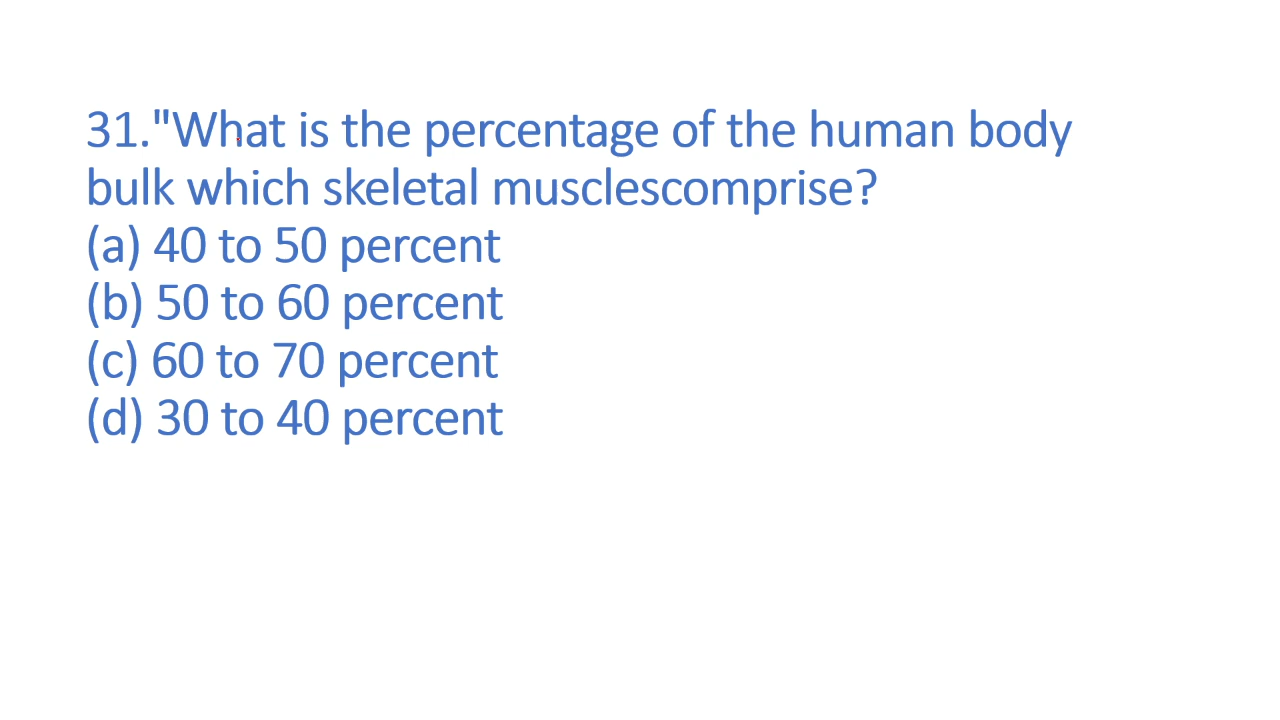 31."What is the percentage of the human body
bulk which skeletal musclescomprise?
(a) 40 to 50 percent
(b) 50 to 60 percent
(c) 60 to 70 percent
(d) 30 to 40 percent